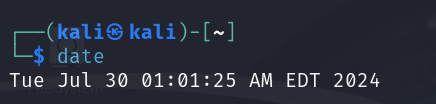 ┌──(kali㉿kali)-[~]
└─$ date
Tue Jul 30 01:01:25 AM EDT 2024